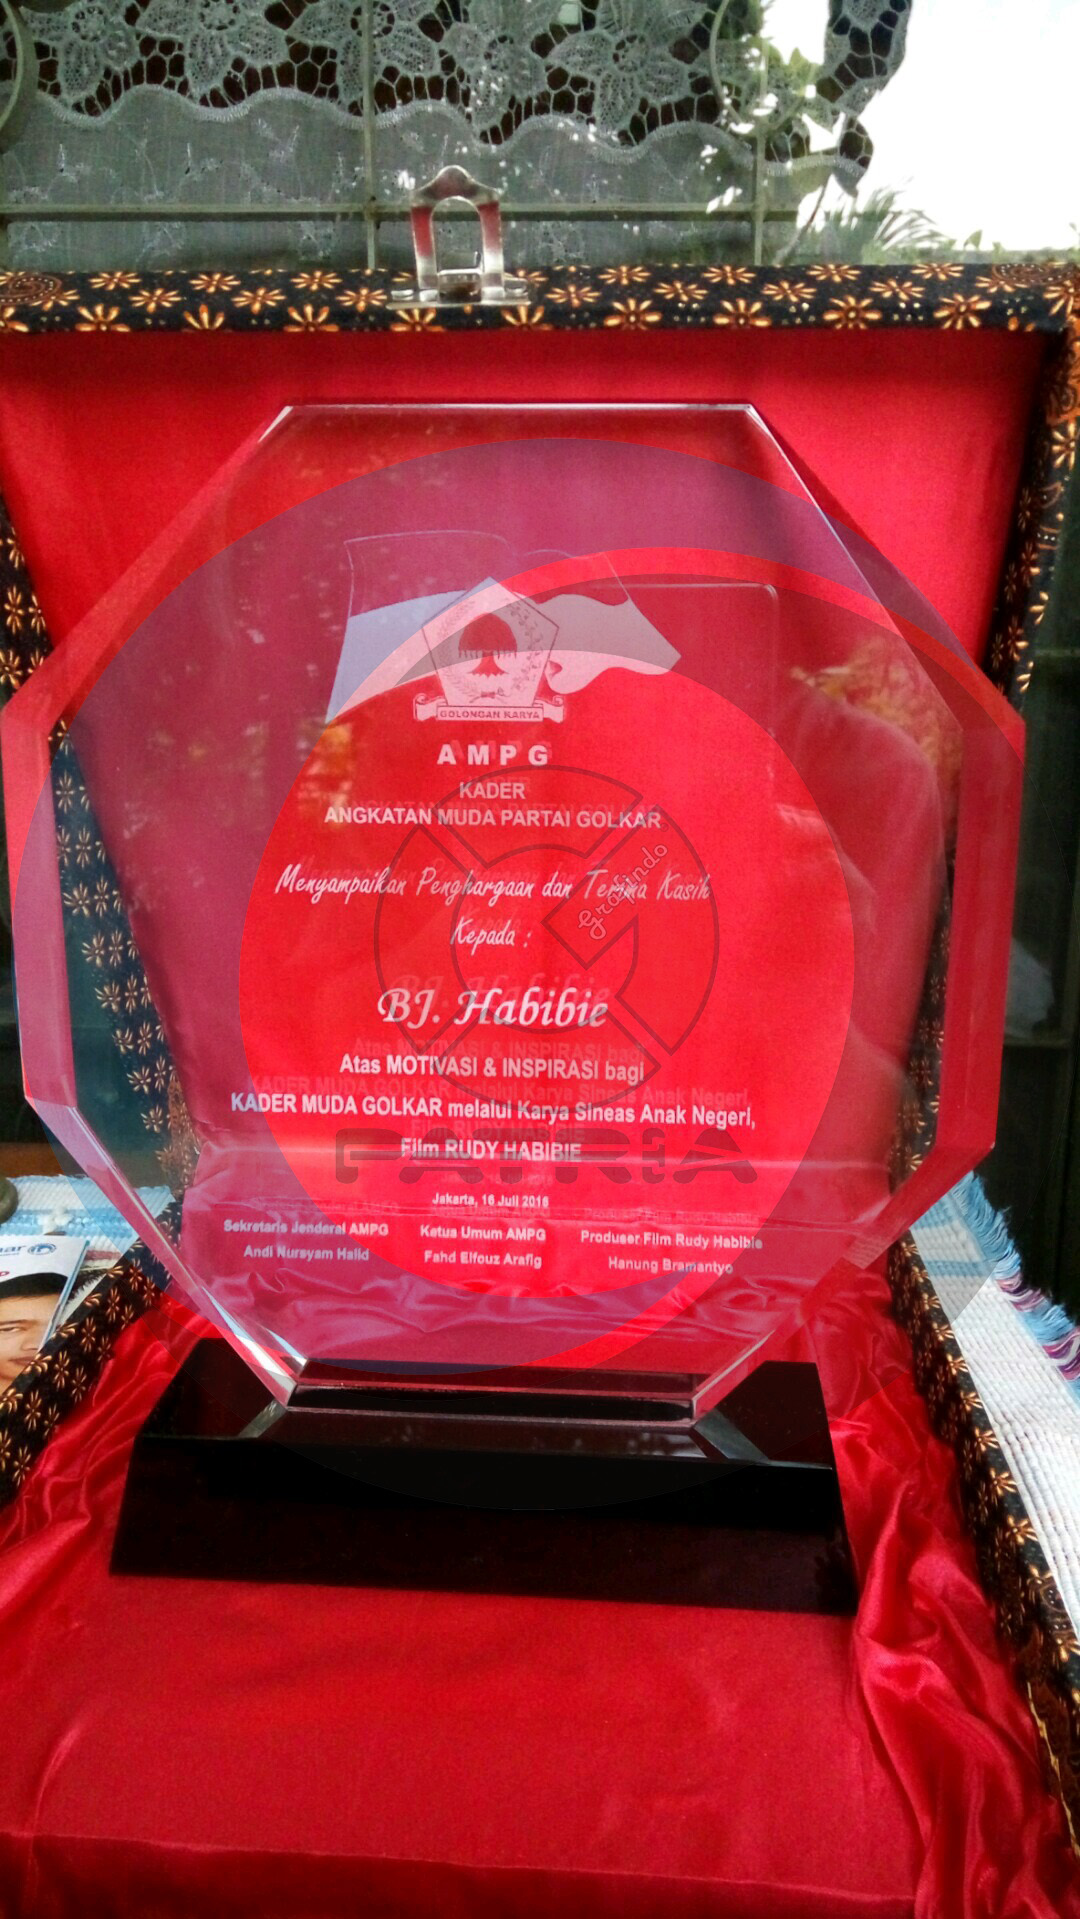 GOLONGAN KARYA
AMPG
KADER
ANGKATAN MUDA PARTAI GOLKAR
Menyampaikan Penghargaan dan Terima Kasih
Kepada :
BJ. Habibie
Atas MOTIVASI & INSPIRASI bagi
KADER MUDA GOLKAR melalui Karya Sineas Anak Negeri,
Film RUDY HABIBIE
Jakarta, 16 Juli 2016
Sekretaris Jenderal AMPG Ketua Umum AMPG Produser Film Rudy Habibie
Andi Nursyam Halid Fahd Elfouz Arafiq Hanung Bramantyo
Grafindo
PATRIA